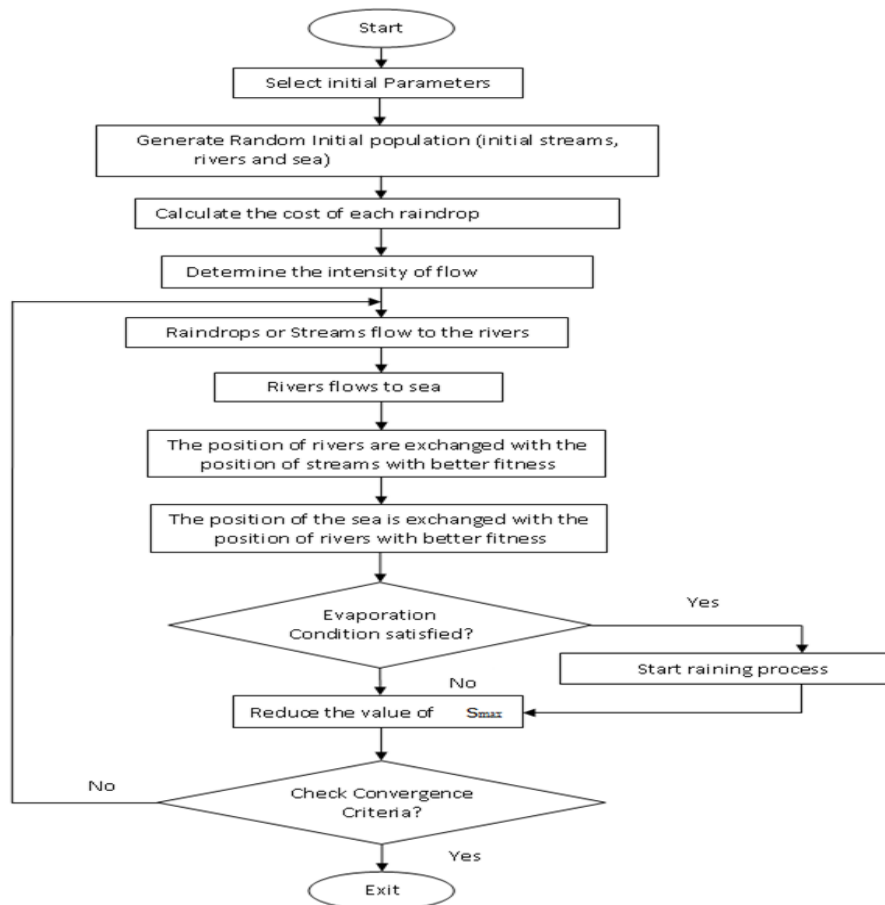 Start
Select initial Parameters
Generate Random Initial population (initial streams,
rivers and sea)
Calculate the cost of each raindrop
Determine the intensity of flow
Raindrops or Streams flow to the rivers
Rivers flows to sea
The position of rivers are exchanged with the
position of streams with better fitness
The position of the sea is exchanged with the
position of rivers with better fitness
Evaporation
Condition satisfied?
Yes
Start raining process
No
Reduce the value of Smax
No
Check Convergence
Criteria?
Yes
Exit